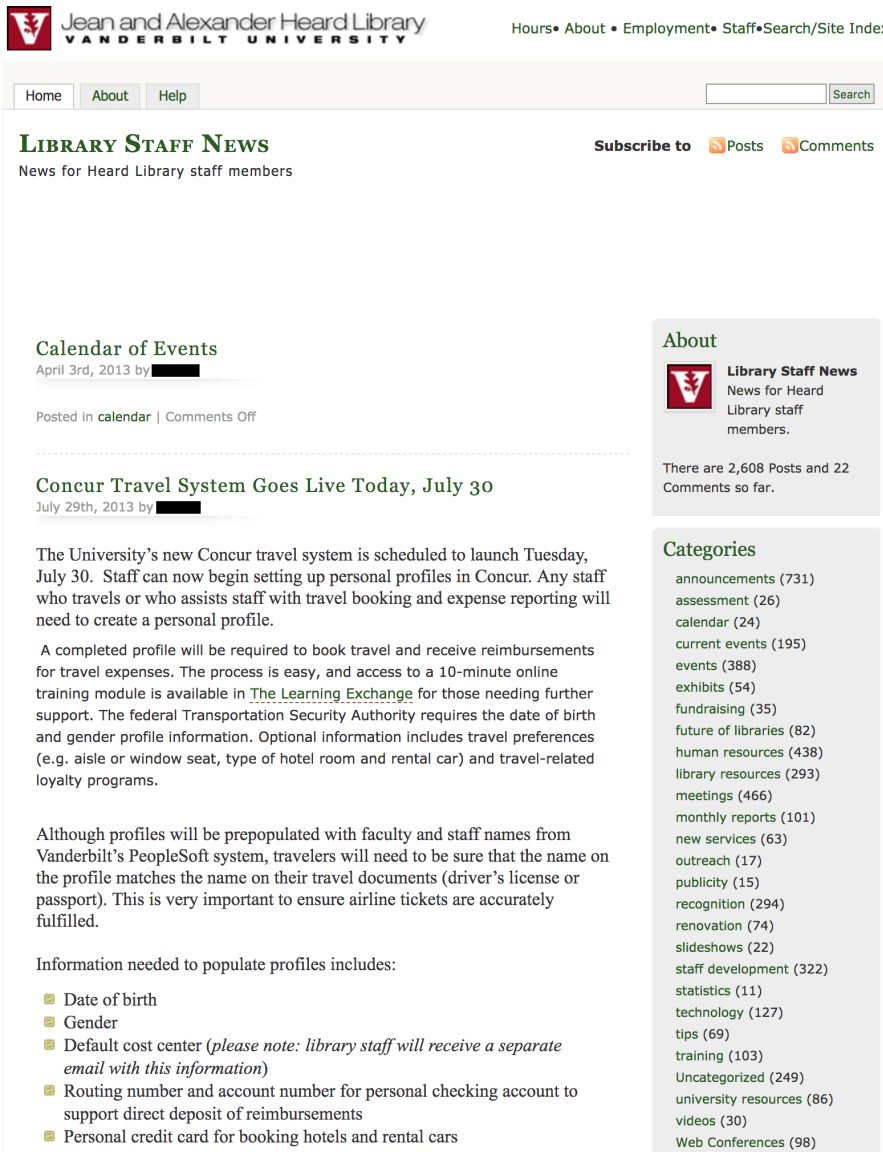 Jean and Alexander Heard Library
VANDERBILT UNIVERSITY
Hours• About • Employment• Staff•Search/Site Index
Home About Help Search
LIBRARY STAFF NEWS
News for Heard Library staff members
Subscribe to Posts Comments
Calendar of Events
April 3rd, 2013 by
Posted in calendar | Comments Off
Concur Travel System Goes Live Today, July 30
July 29th, 2013 by
The University's new Concur travel system is scheduled to launch Tuesday,
July 30. Staff can now begin setting up personal profiles in Concur. Any staff
who travels or who assists staff with travel booking and expense reporting will
need to create a personal profile.
A completed profile will be required to book travel and receive reimbursements
for travel expenses. The process is easy, and access to a 10-minute online
training module is available in The Learning Exchange for those needing further
support. The federal Transportation Security Authority requires the date of birth
and gender profile information. Optional information includes travel preferences
(e.g. aisle or window seat, type of hotel room and rental car) and travel-related
loyalty programs.
Although profiles will be prepopulated with faculty and staff names from
Vanderbilt's PeopleSoft system, travelers will need to be sure that the name on
the profile matches the name on their travel documents (driver's license or
passport). This is very important to ensure airline tickets are accurately
fulfilled.
Information needed to populate profiles includes:
Date of birth
Gender
Default cost center (please note: library staff will receive a separate
email with this information)
Routing number and account number for personal checking account to
support direct deposit of reimbursements
Personal credit card for booking hotels and rental cars
About
Library Staff News
News for Heard
Library staff
members.
There are 2,608 Posts and 22
Comments so far.
Categories
announcements (731)
assessment (26)
calendar (24)
current events (195)
events (388)
exhibits (54)
fundraising (35)
future of libraries (82)
human resources (438)
library resources (293)
meetings (466)
monthly reports (101)
new services (63)
outreach (17)
publicity (15)
recognition (294)
renovation (74)
slideshows (22)
staff development (322)
statistics (11)
technology (127)
tips (69)
training (103)
Uncategorized (249)
university resources (86)
videos (30)
Web Conferences (98)